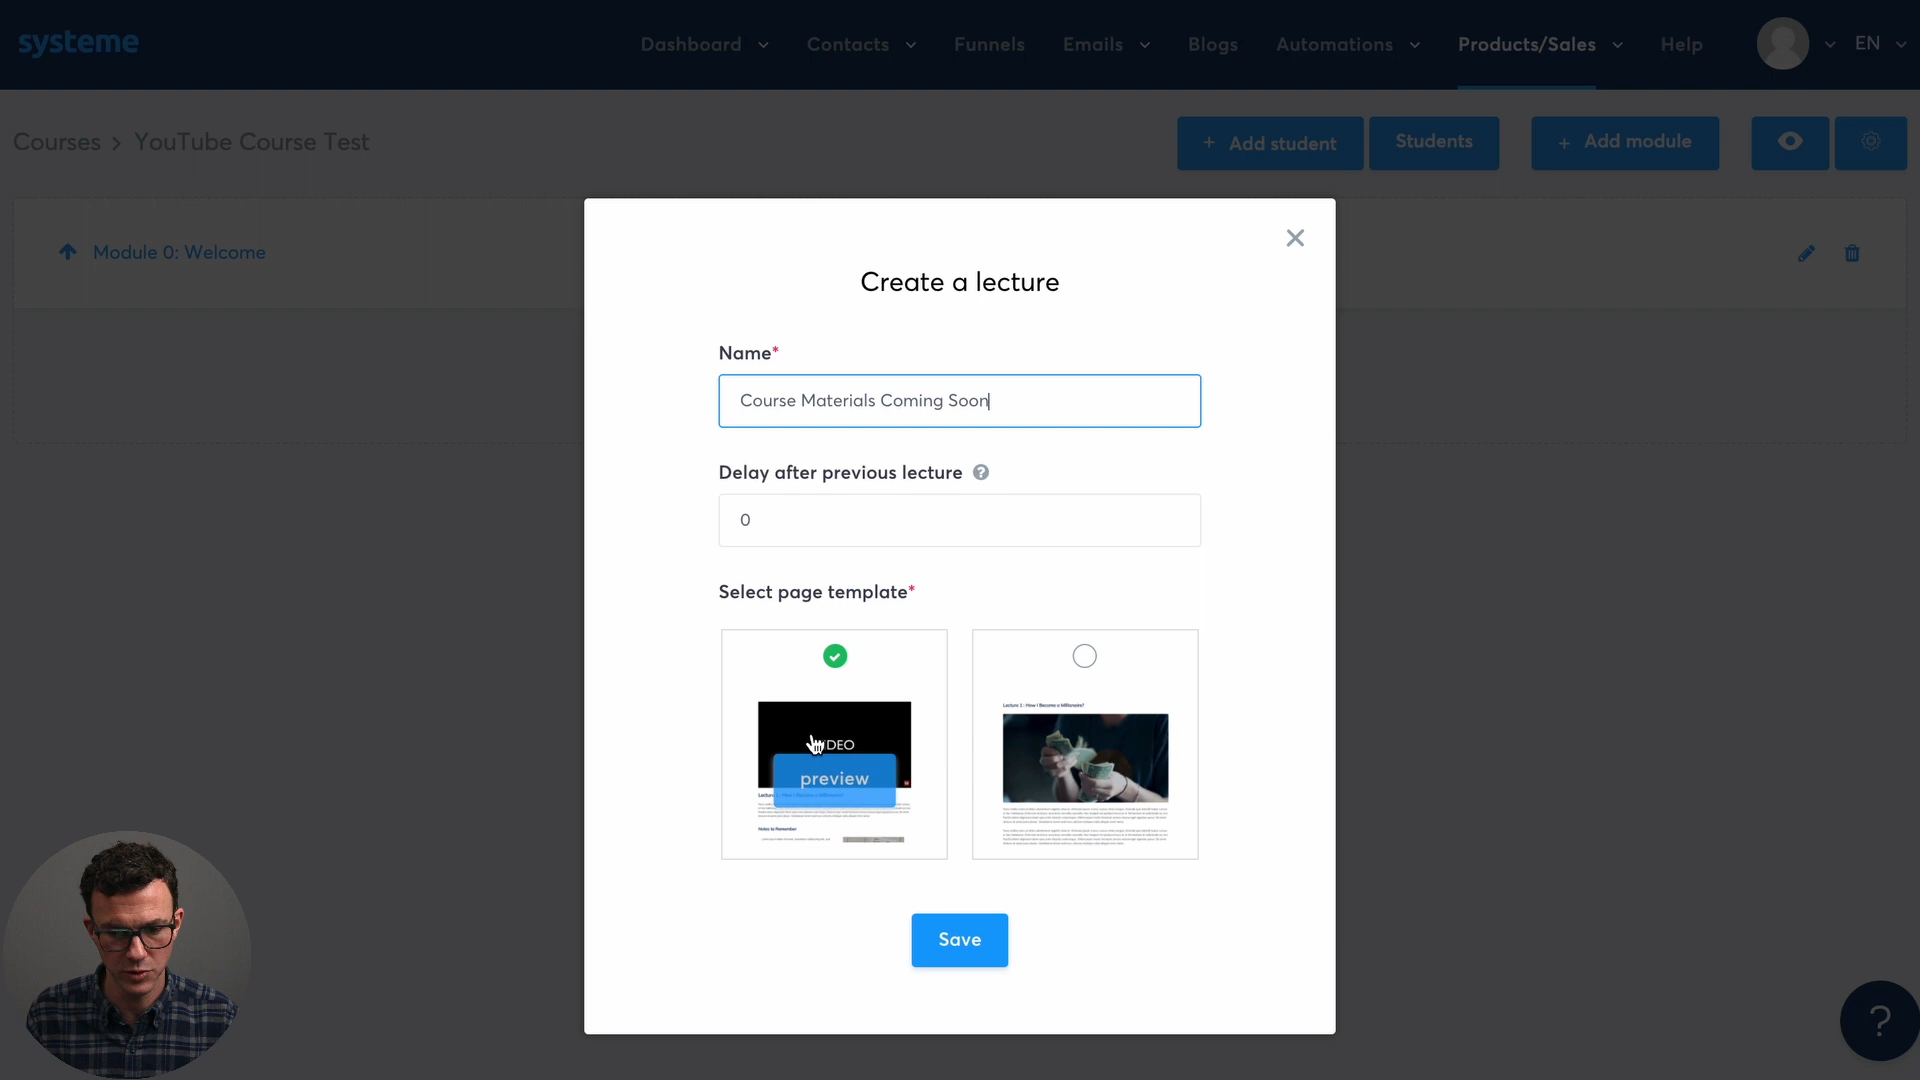 systeme
Dashboard
Contacts
Funnels
Emails
Blogs
Automations
Products/Sales
Help
EN
Courses > YouTube Course Test
+ Add student
Students
+ Add module
Module 0: Welcome
Create a lecture
Name*
Course Materials Coming Soon
Delay after previous lecture ?
0
Select page template*
preview
Notes to Remember
Lecture 1 : How I Become a Millionaire?
Save
?